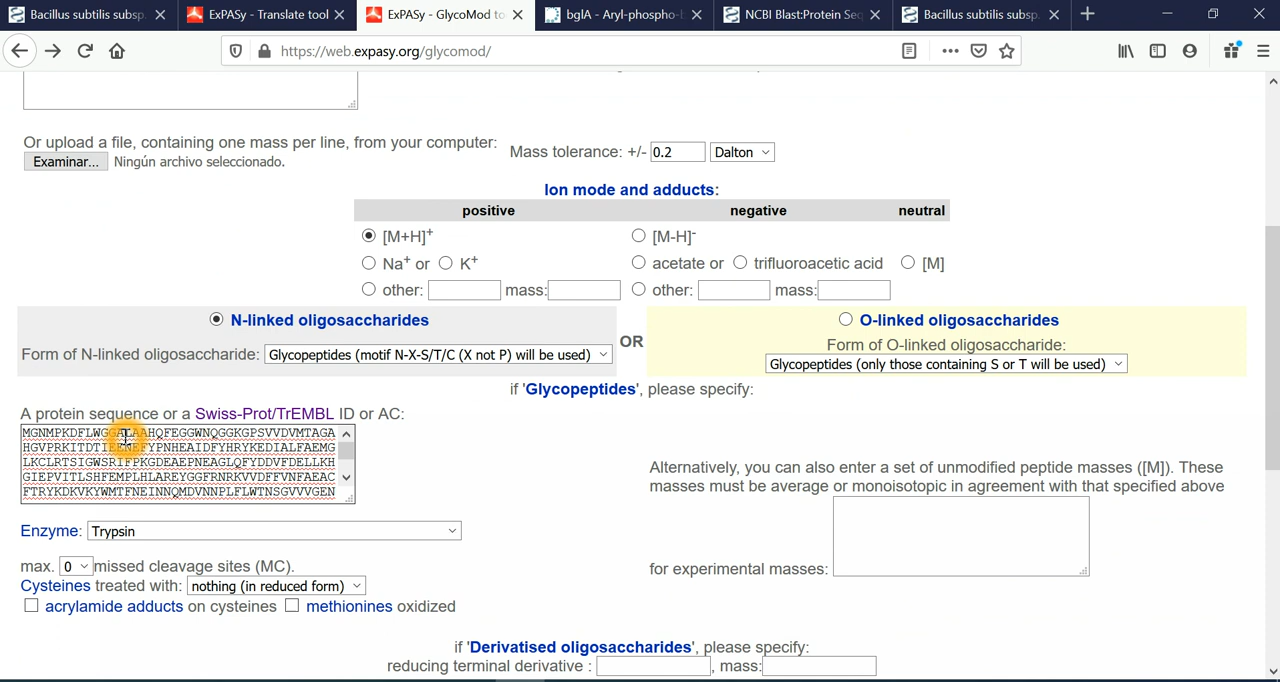 Bacillus subtilis subsp.
ExPASy - Translate tool
ExPASy - GlycoMod to
bglA - Aryl-phospho-
NCBI Blast:Protein Seq
Bacillus subtilis subsp.
https://web.expasy.org/glycomod/
Or upload a file, containing one mass per line, from your computer:
Examinar... Ningún archivo seleccionado.
Mass tolerance: +/- 0.2 Dalton
Ion mode and adducts:
positive negative neutral
[M+H]+ [M-H]-
Na+ or K+ acetate or trifluoroacetic acid [M]
other: mass: other: mass:
N-linked oligosaccharides
Form of N-linked oligosaccharide: Glycopeptides (motif N-X-S/T/C (X not P) will be used)
OR
O-linked oligosaccharides
Form of O-linked oligosaccharide:
Glycopeptides (only those containing S or T will be used)
if 'Glycopeptides', please specify:
A protein sequence or a Swiss-Prot/TrEMBL ID or AC:
MGNMPKDFLWGGALAAHQFEGGWNQGGKGPSVVDVMTAGA
HGVPRKITDTIEKNEFYPNHEAIDFYHRYKEDIALFAEMG
LKCLRTSIGWSRIFPKGDEAEPNEAGLQFYDDVFDELLKH
GIEPVITLSHFEMPLHLAREYGGFRNRKVVDFFVNFAEAC
FTRYKDKVKYWMTFNEINNQMDVNNPLFLWTNSGVVVGEN
Alternatively, you can also enter a set of unmodified peptide masses ([M]). These
masses must be average or monoisotopic in agreement with that specified above
for experimental masses:
Enzyme: Trypsin
max. 0 missed cleavage sites (MC).
Cysteines treated with: nothing (in reduced form)
acrylamide adducts on cysteines methionines oxidized
if 'Derivatised oligosaccharides', please specify:
reducing terminal derivative : , mass: